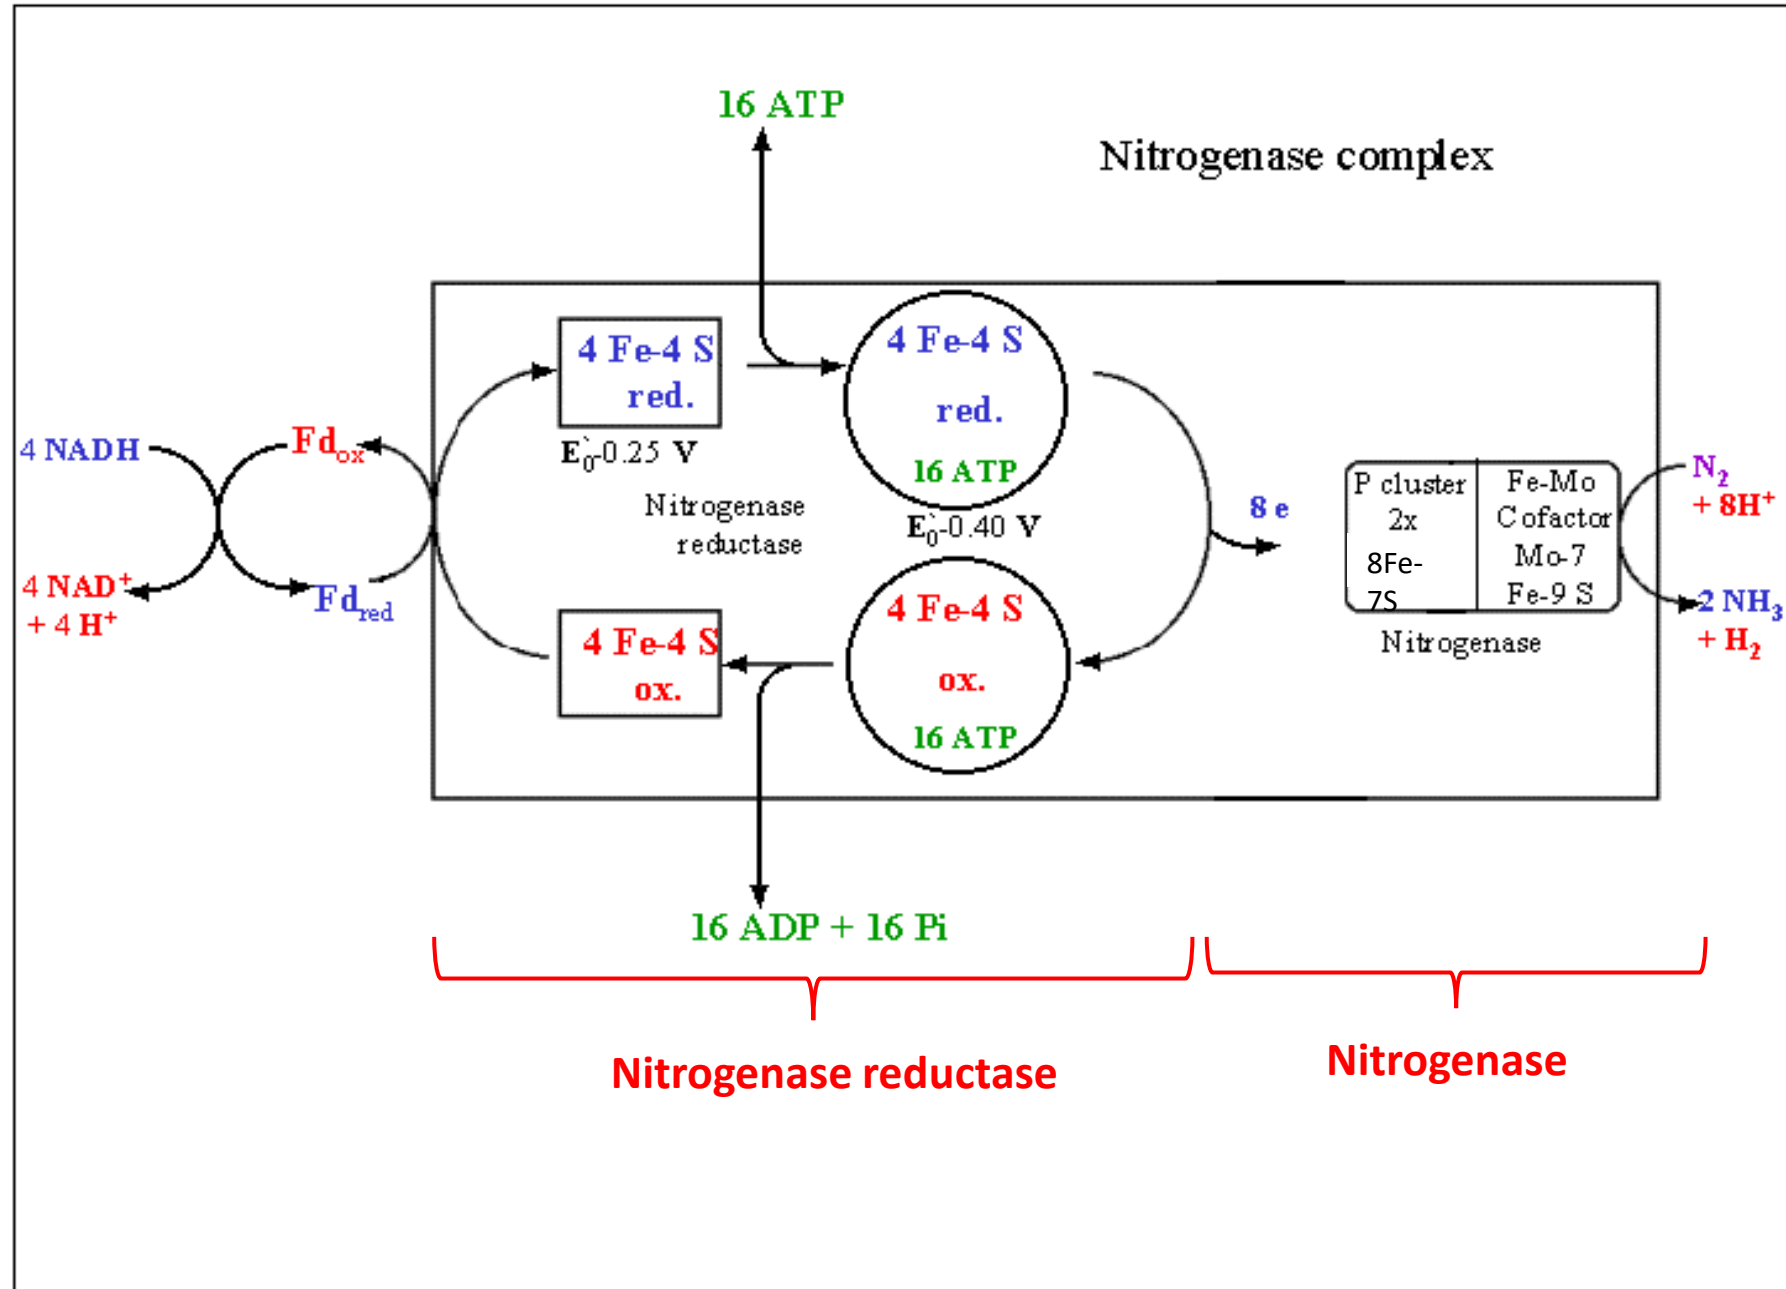 16 ATP
Nitrogenase complex
4 Fe-4 S
red.
E₀`-0.25 V
4 Fe-4 S
red.
16 ATP
E₀`-0.40 V
4 NADH
Fdox
Nitrogenase
reductase
8 e
P cluster
2x
8Fe-
7S
Fe-Mo
Cofactor
Mo-7
Fe-9 S
Nitrogenase
N₂
+ 8H⁺
4 NAD⁺
+ 4 H⁺
Fdred
4 Fe-4 S
ox.
4 Fe-4 S
ox.
16 ATP
2 NH₃
+ H₂
16 ADP + 16 Pi
Nitrogenase reductase
Nitrogenase